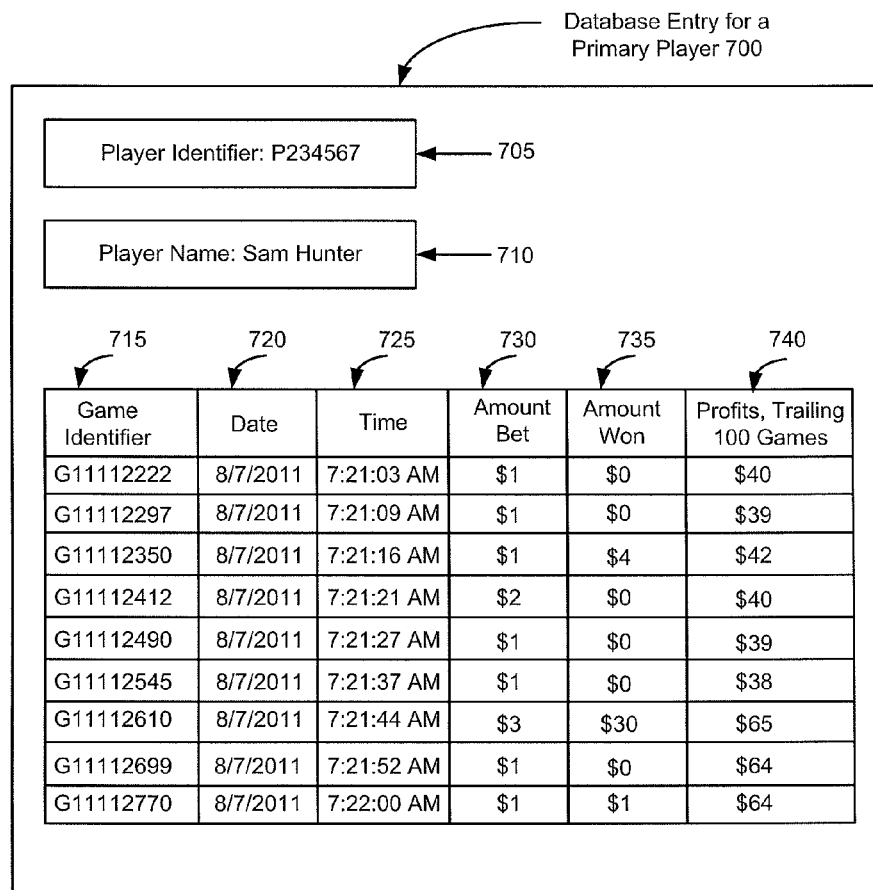 Database Entry for a
Primary Player 700
Player Identifier: P234567
705
Player Name: Sam Hunter
710
715 720 725 730 735 740
Game Identifier Date Time Amount Bet Amount Won Profits, Trailing 100 Games
G11112222 8/7/2011 7:21:03 AM $1 $0 $40
G11112297 8/7/2011 7:21:09 AM $1 $0 $39
G11112350 8/7/2011 7:21:16 AM $1 $4 $42
G11112412 8/7/2011 7:21:21 AM $2 $0 $40
G11112490 8/7/2011 7:21:27 AM $1 $0 $39
G11112545 8/7/2011 7:21:37 AM $1 $0 $38
G11112610 8/7/2011 7:21:44 AM $3 $30 $65
G11112699 8/7/2011 7:21:52 AM $1 $0 $64
G11112770 8/7/2011 7:22:00 AM $1 $1 $64